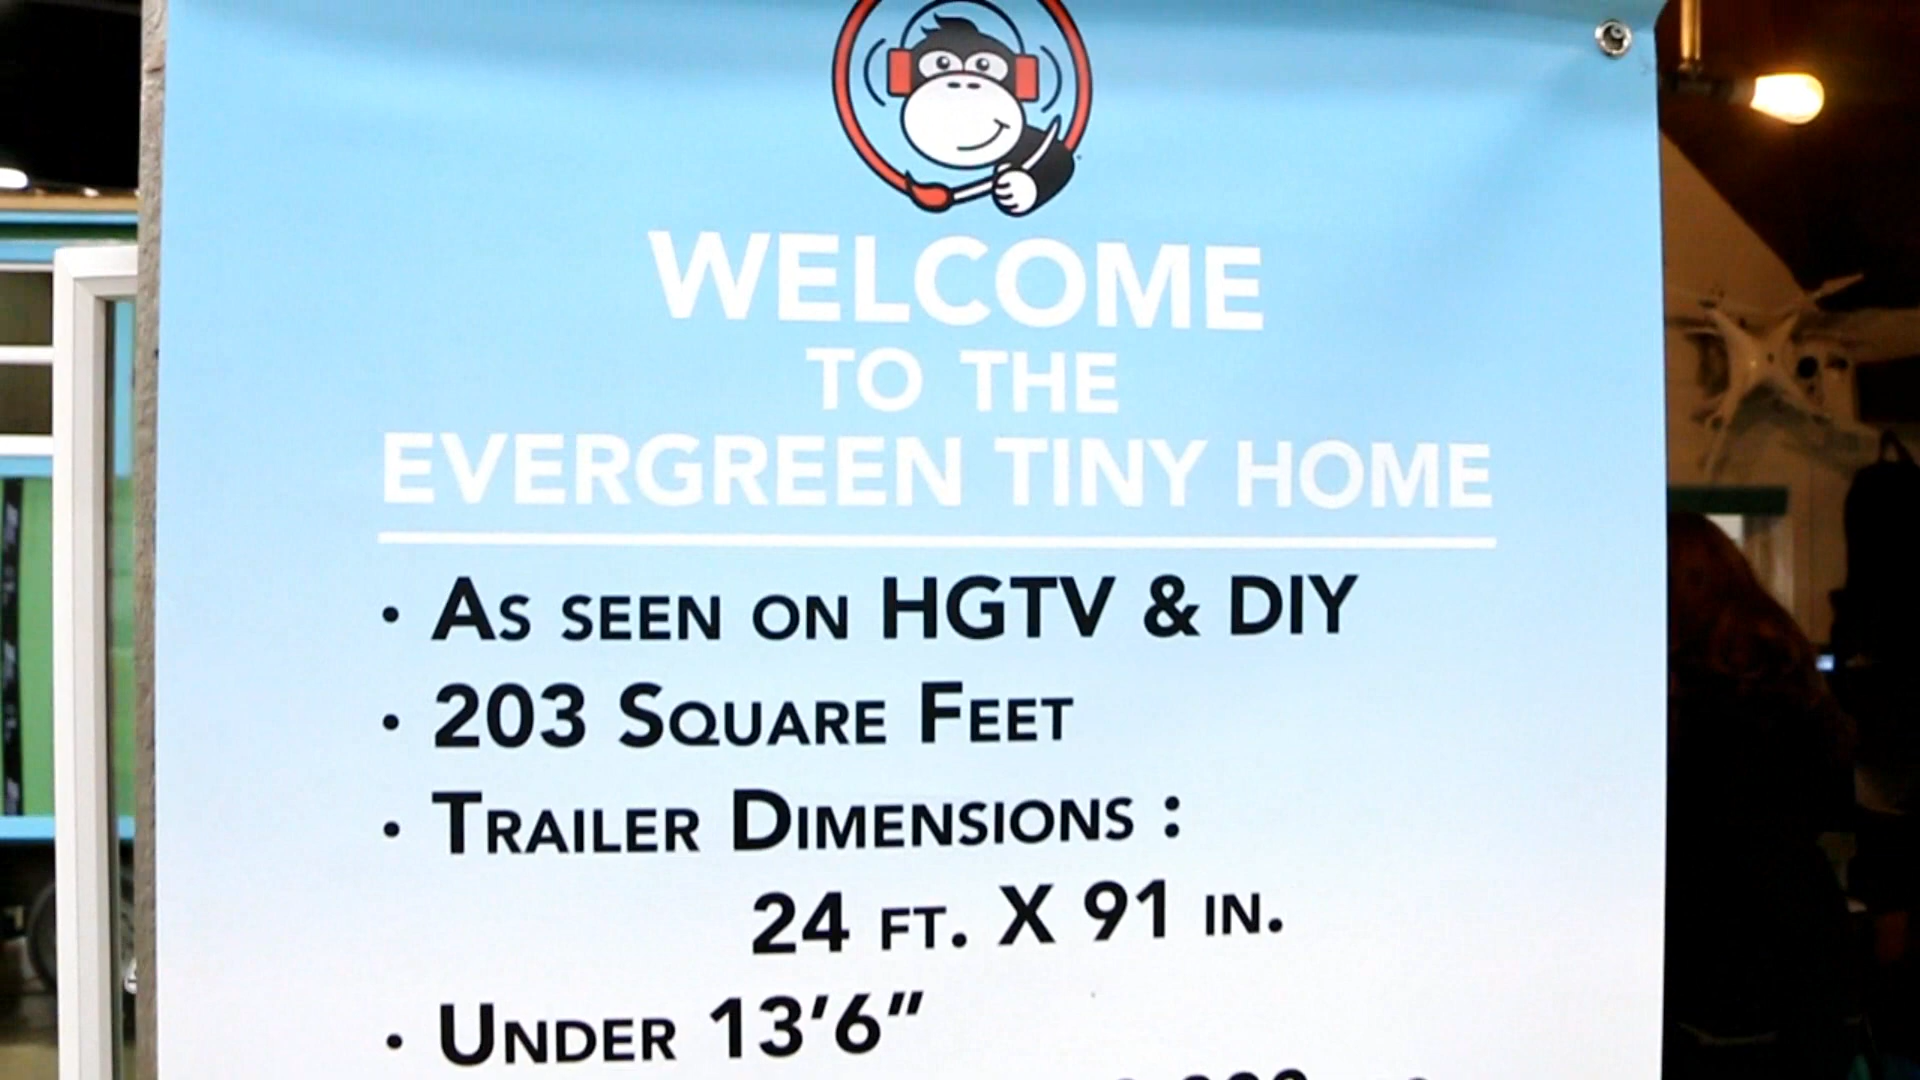 WELCOME
TO THE
EVERGREEN TINY HOME
• AS SEEN ON HGTV & DIY
• 203 SQUARE FEET
• TRAILER DIMENSIONS :
24 FT. X 91 IN.
• UNDER 13'6"